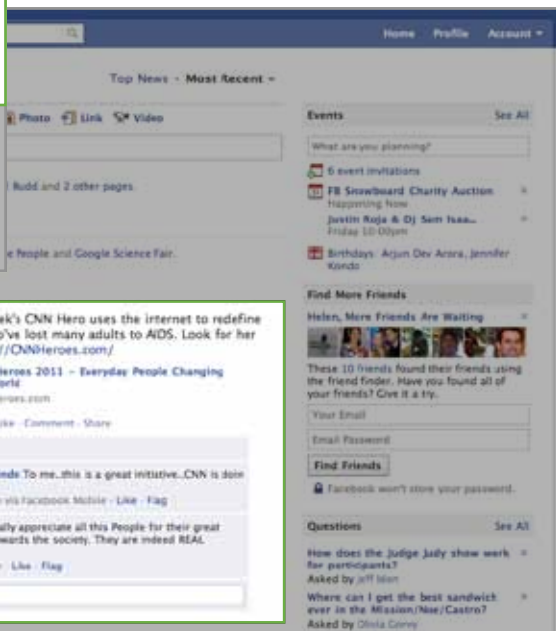 Home Profile Account
Top News · Most Recent
Photo Link Video
Budd and 2 other pages.
e People and Google Science Fair.
ek's CNN Hero uses the internet to redefine
o've lost many adults to AIDS. Look for her
//CNNHeroes.com/
Heroes 2011 - Everyday People Changing
orld
eroes.com
ike · Comment · Share
nds To me..this is a great initiative..CNN is doin
via Facebook Mobile · Like · Flag
ally appreciate all this People for their great
owards the society. They are indeed REAL
· Like · Flag
Events See All
What are you planning?
6 event invitations
FB Snowboard Charity Auction
Happening Now
Justin Roja & DJ Sam Isaa...
Friday 10:00pm
Birthdays: Arjun Dev Arora, Jennifer
Kondo
Find More Friends
Helen, More Friends Are Waiting
These 10 friends found their friends using
the friend finder. Have you found all of
your friends? Give it a try.
Your Email
Email Password
Find Friends
Facebook won't store your password.
Questions See All
How does the Judge Judy show work
for participants?
Asked by Jeff
Where can I get the best sandwich
ever in the Mission/Noe/Castro?
Asked by Olivia